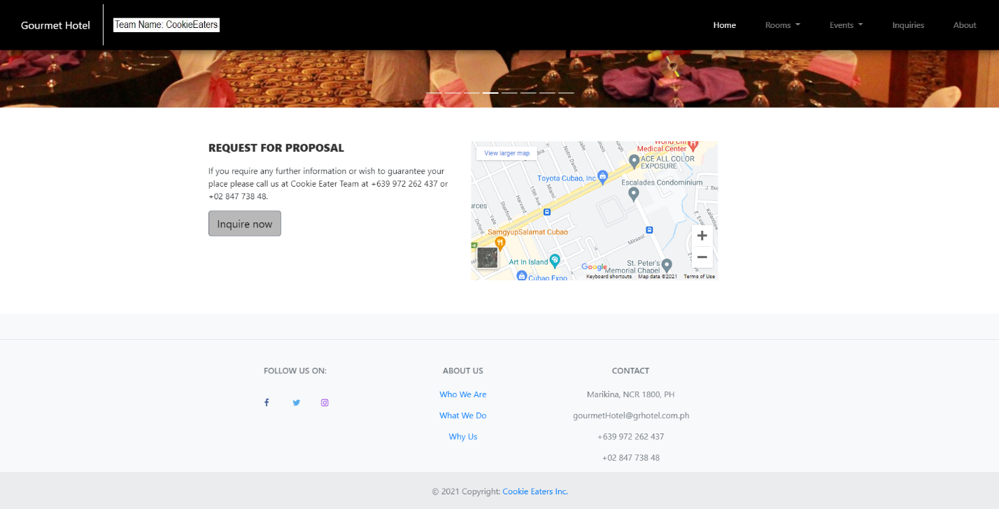 Gourmet Hotel
Team Name: CookieEaters
Home
Rooms
Events
Inquiries
About
REQUEST FOR PROPOSAL
If you require any further information or wish to guarantee your
place please call us at Cookie Eater Team at +639 972 262 437 or
+02 847 738 48.
Inquire now
View larger map
Medical Center
ACE ALL COLOR
EXPOSURE
Toyota Cubao, Inc
Escalades Condominium
Notre Dame
Miami
15th Ave
Harvard
Stanford
Yale
Oxford
SamgyupSalamat Cubao
Mirasol
Art In Island
St. Peter's
Memorial Chapel
Cubao Expo
Google
Keyboard shortcuts
Map data ©2021
Terms of Use
FOLLOW US ON:
ABOUT US
Who We Are
What We Do
Why Us
CONTACT
Marikina, NCR 1800, PH
gourmetHotel@grhotel.com.ph
+639 972 262 437
+02 847 738 48
© 2021 Copyright: Cookie Eaters Inc.